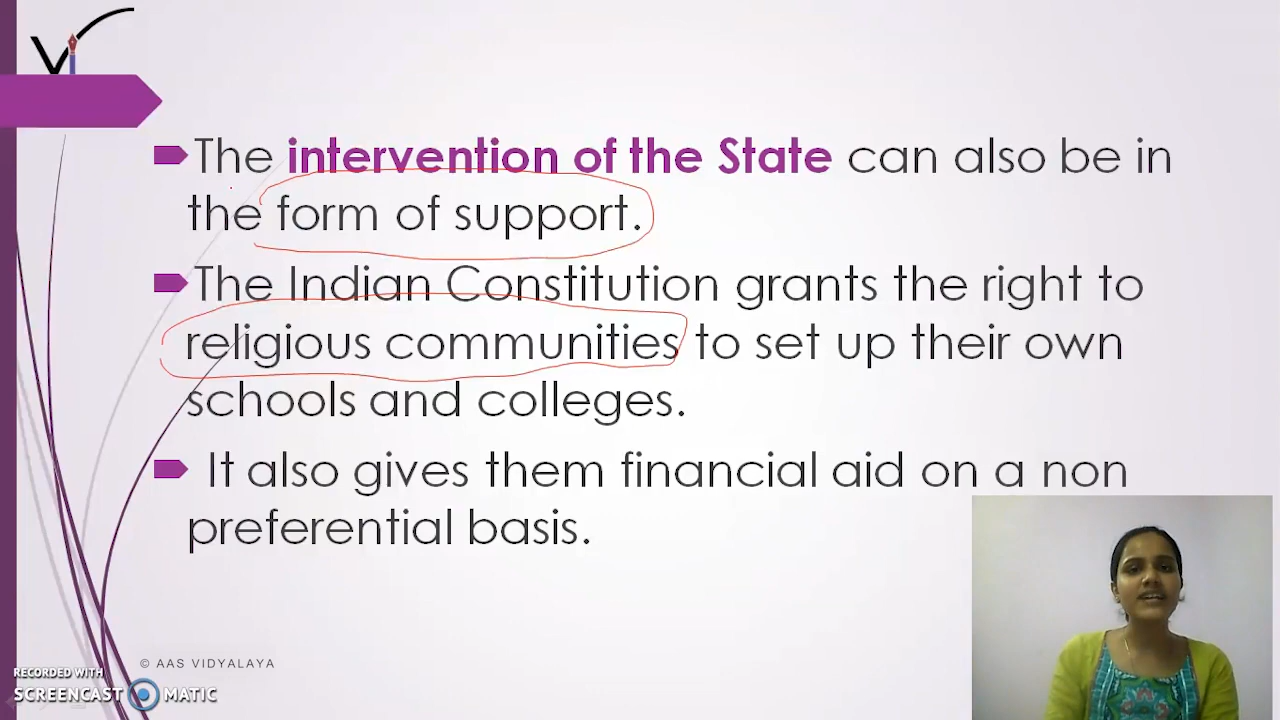 The intervention of the State can also be in
the form of support.
The Indian Constitution grants the right to
religious communities to set up their own
schools and colleges.
It also gives them financial aid on a non
preferential basis.
© AAS VIDYALAYA
RECORDED WITH
SCREENCAST MATIC